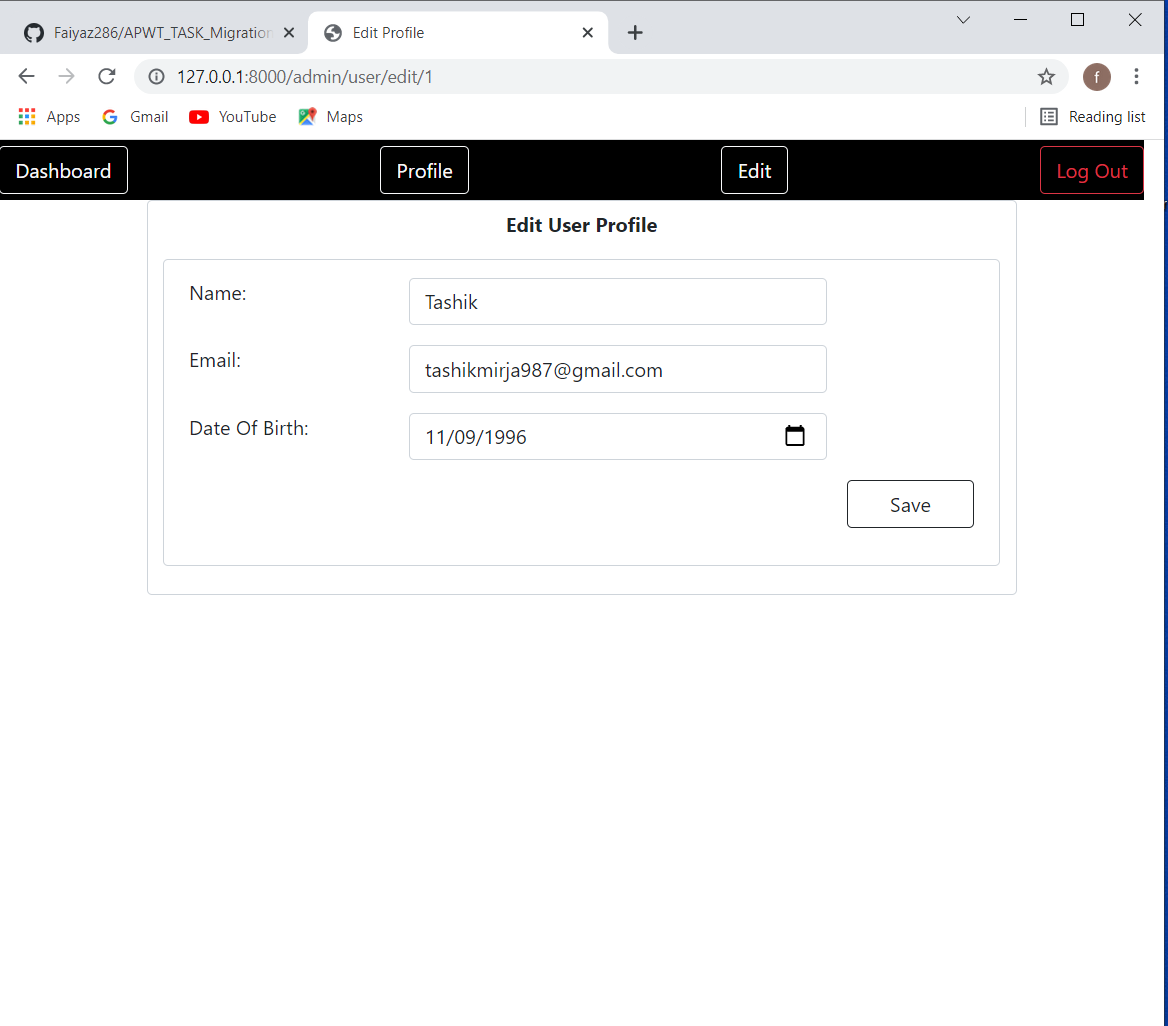 Faiyaz286/APWT_TASK_Migration
Edit Profile
127.0.0.1:8000/admin/user/edit/1
f
Apps
Gmail
YouTube
Maps
Reading list
Dashboard
Profile
Edit
Log Out
Edit User Profile
Name:
Tashik
Email:
tashikmirja987@gmail.com
Date Of Birth:
11/09/1996
Save